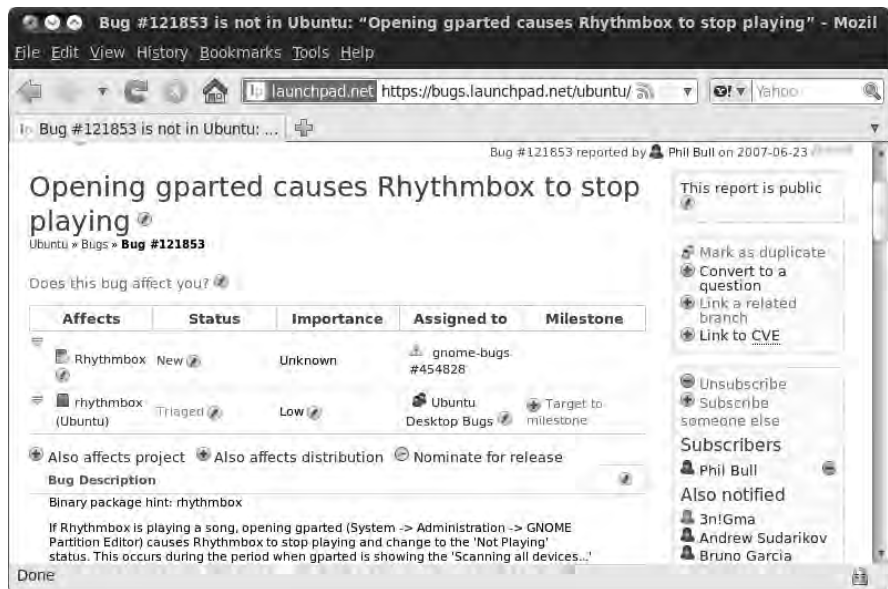 Bug #121853 is not in Ubuntu: “Opening gparted causes Rhythmbox to stop playing” - Mozil
File Edit View History Bookmarks Tools Help
launchpad.net https://bugs.launchpad.net/ubuntu/ Yahoo
Bug #121853 is not in Ubuntu: ...
Bug #121853 reported by Phil Bull on 2007-06-23
Opening gparted causes Rhythmbox to stop
playing
Ubuntu » Bugs » Bug #121853
Does this bug affect you?
Affects Status Importance Assigned to Milestone
Rhythmbox New Unknown gnome-bugs
#454828
rhythmbox
(Ubuntu) Triaged Low Ubuntu
Desktop Bugs Target to
milestone
Also affects project Also affects distribution Nominate for release
Bug Description
Binary package hint: rhythmbox
If Rhythmbox is playing a song, opening gparted (System -> Administration -> GNOME
Partition Editor) causes Rhythmbox to stop playing and change to the 'Not Playing'
status. This occurs during the period when gparted is showing the 'Scanning all devices...'
This report is public
Mark as duplicate
Convert to a
question
Link a related
branch
Link to CVE
Unsubscribe
Subscribe
someone else
Subscribers
Phil Bull
Also notified
3n!Gma
Andrew Sudarikov
Bruno Garcia
Done